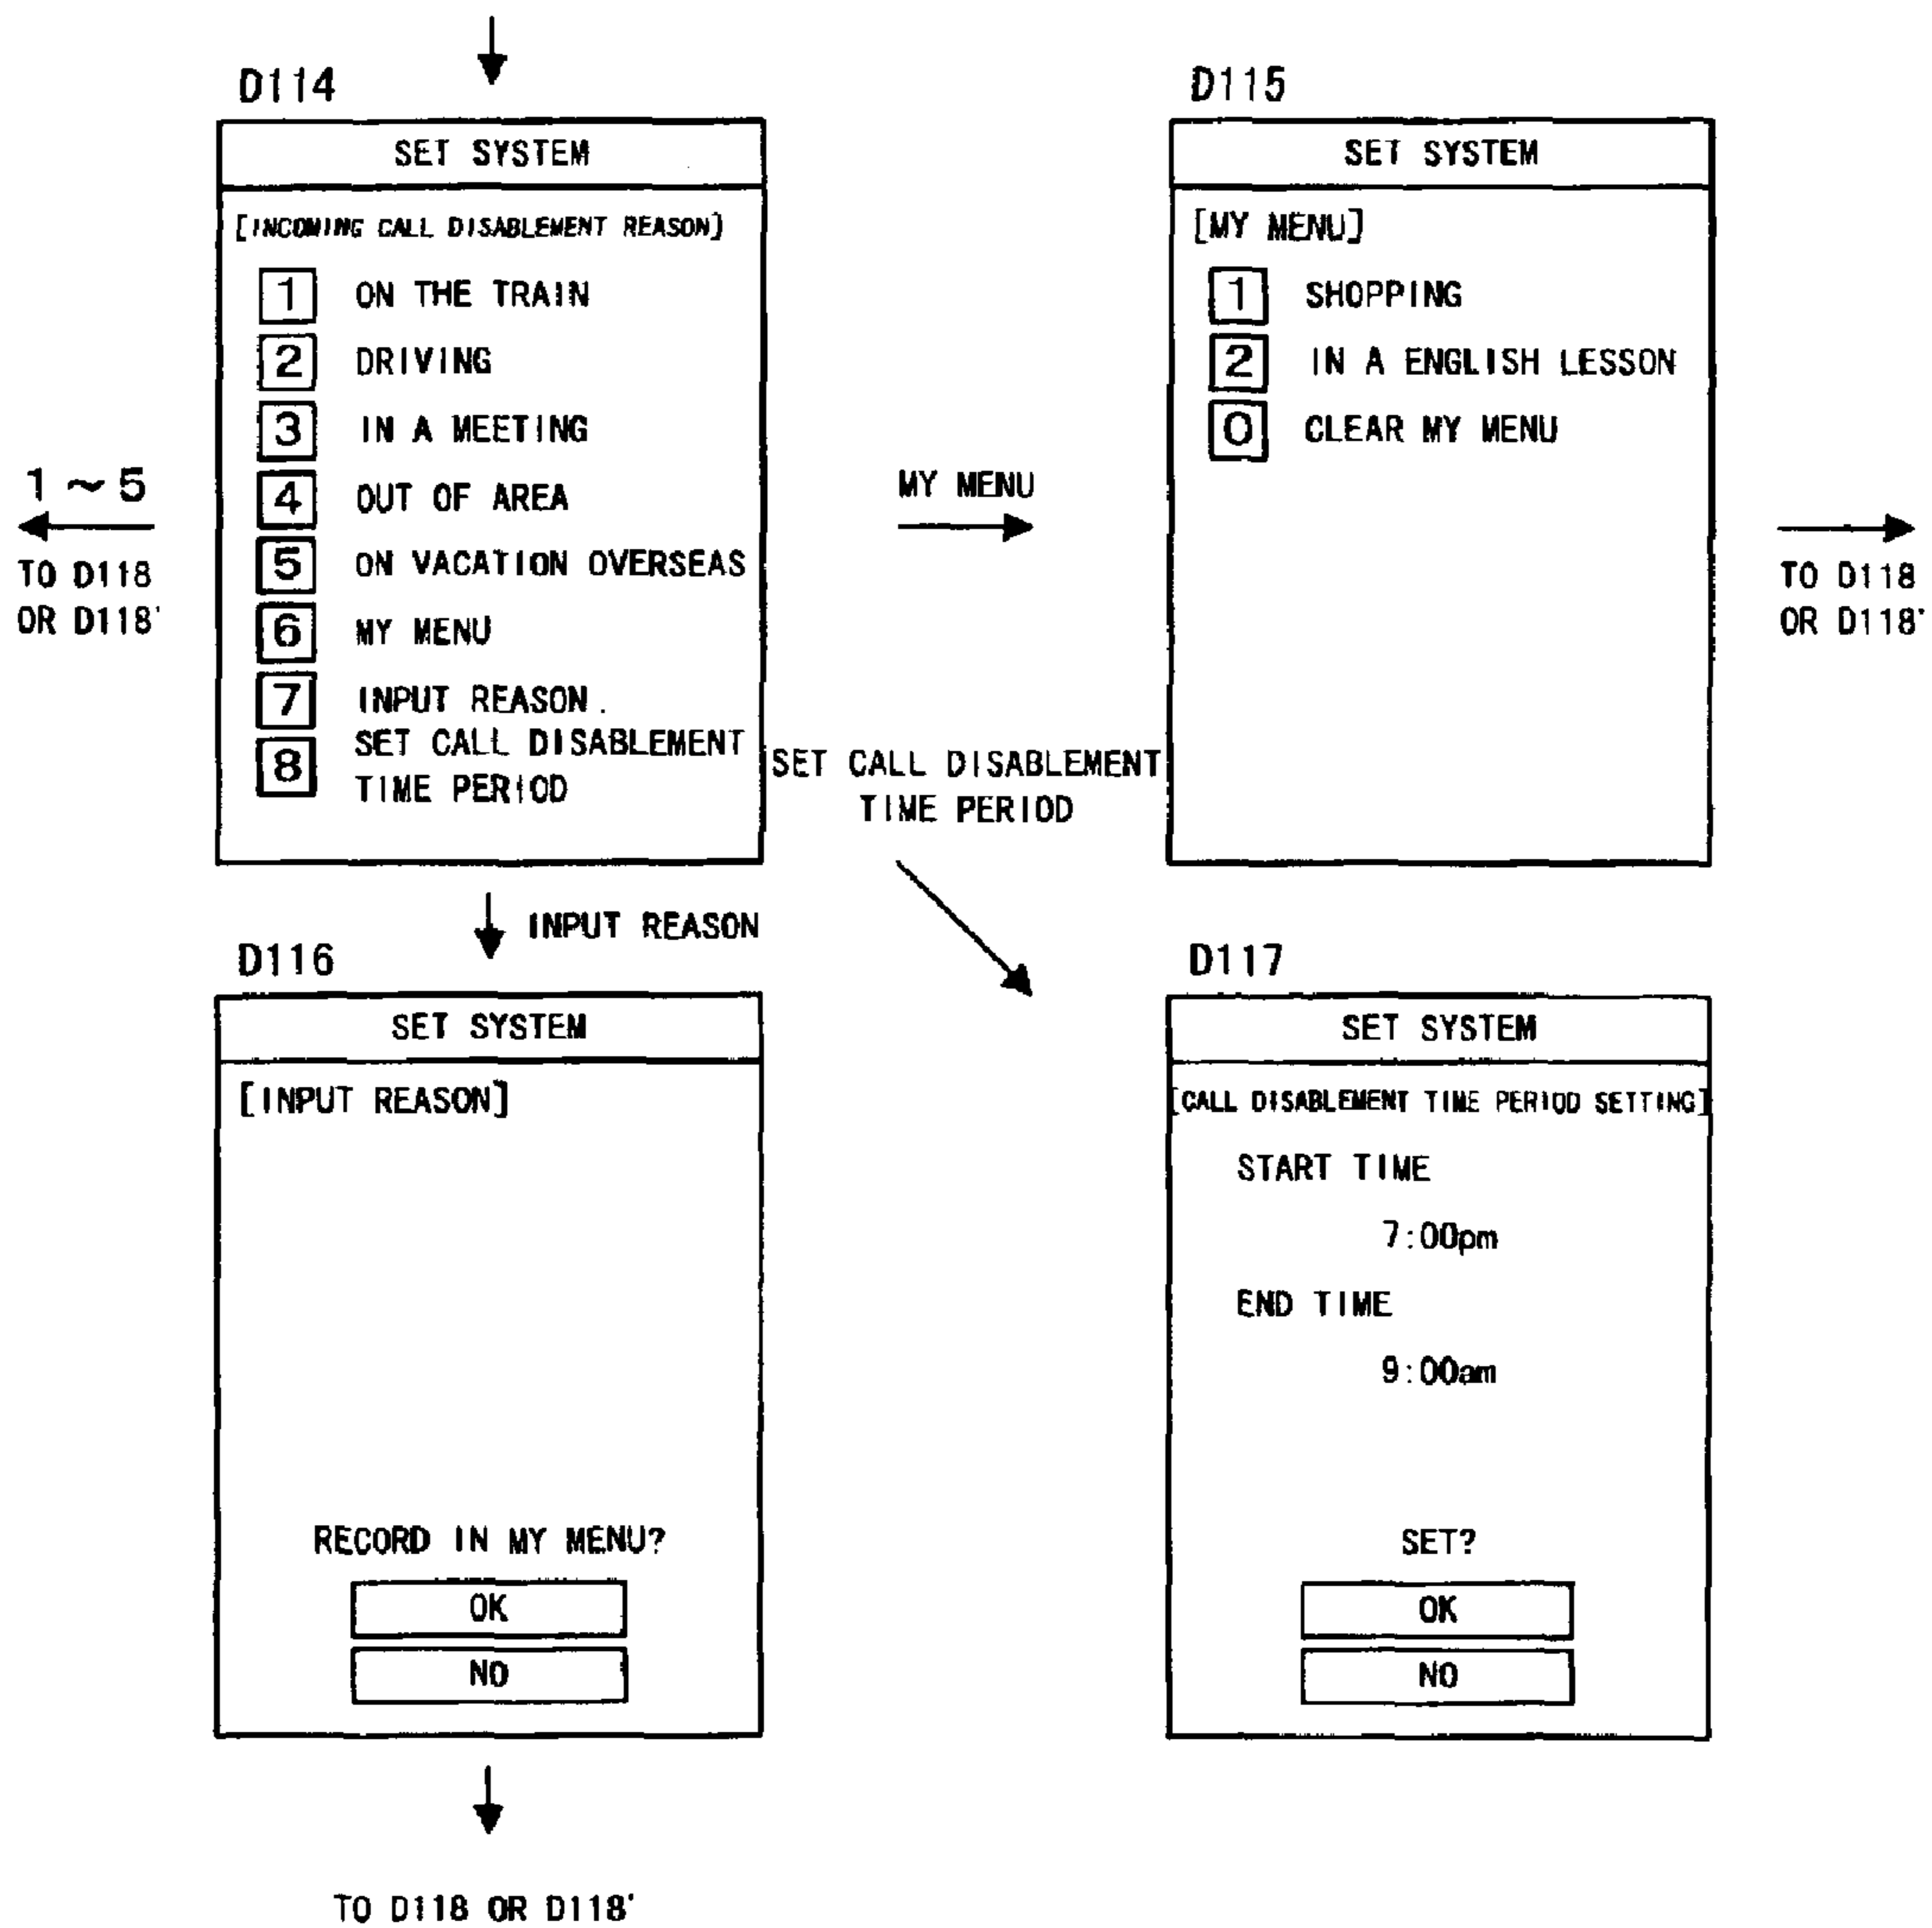 D114
SET SYSTEM
[INCOMING CALL DISABLEMENT REASON]
1 ON THE TRAIN
2 DRIVING
3 IN A MEETING
4 OUT OF AREA
5 ON VACATION OVERSEAS
6 MY MENU
7 INPUT REASON.
8 SET CALL DISABLEMENT
TIME PERIOD
1~5
TO D118
OR D118'
MY MENU
D115
SET SYSTEM
[MY MENU]
1 SHOPPING
2 IN A ENGLISH LESSON
0 CLEAR MY MENU
TO D118
OR D118'
SET CALL DISABLEMENT
TIME PERIOD
INPUT REASON
D116
SET SYSTEM
[INPUT REASON]
RECORD IN MY MENU?
OK
NO
TO D118 OR D118'
D117
SET SYSTEM
[CALL DISABLEMENT TIME PERIOD SETTING]
START TIME
7:00pm
END TIME
9:00am
SET?
OK
NO